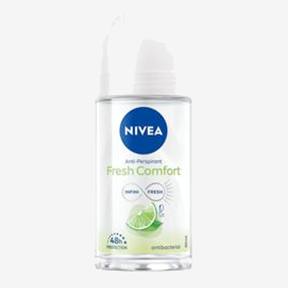 NIVEA
Anti-Perspirant
Fresh Comfort
INFINI FRESH
48h
PROTECTION
antibacterial